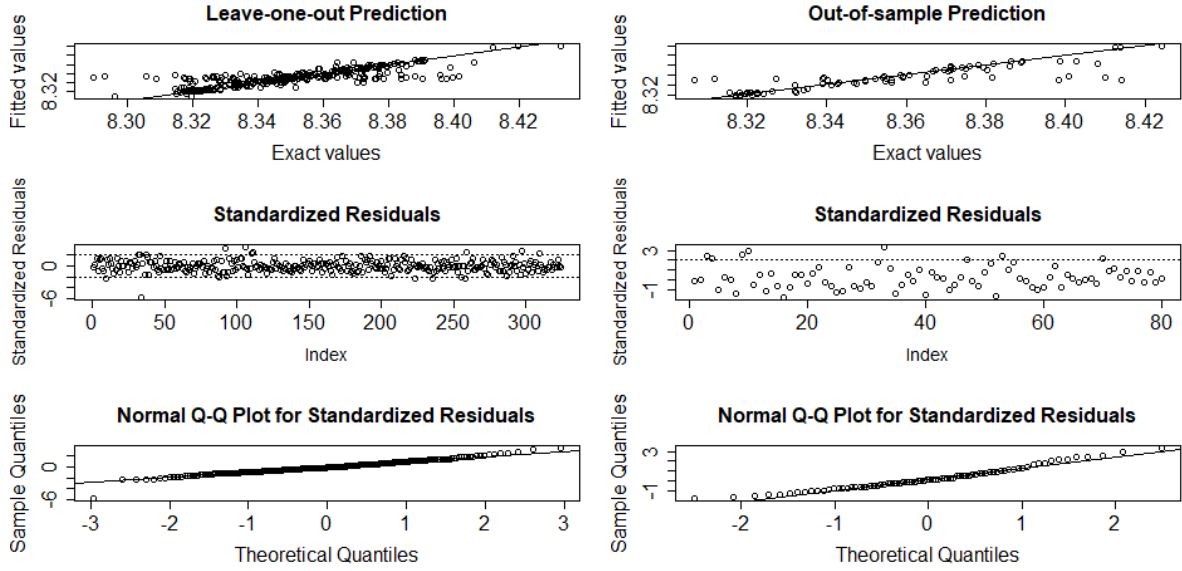 Leave-one-out Prediction
Fitted values
8.32
8.30 8.32 8.34 8.36 8.38 8.40 8.42
Exact values
Out-of-sample Prediction
Fitted values
8.32
8.32 8.34 8.36 8.38 8.40 8.42
Exact values
Standardized Residuals
Standardized Residuals
0
-6
0 50 100 150 200 250 300
Index
Standardized Residuals
Standardized Residuals
3
-1
0 20 40 60 80
Index
Normal Q-Q Plot for Standardized Residuals
Sample Quantiles
0
-6
-3 -2 -1 0 1 2 3
Theoretical Quantiles
Normal Q-Q Plot for Standardized Residuals
Sample Quantiles
3
-1
-2 -1 0 1 2
Theoretical Quantiles